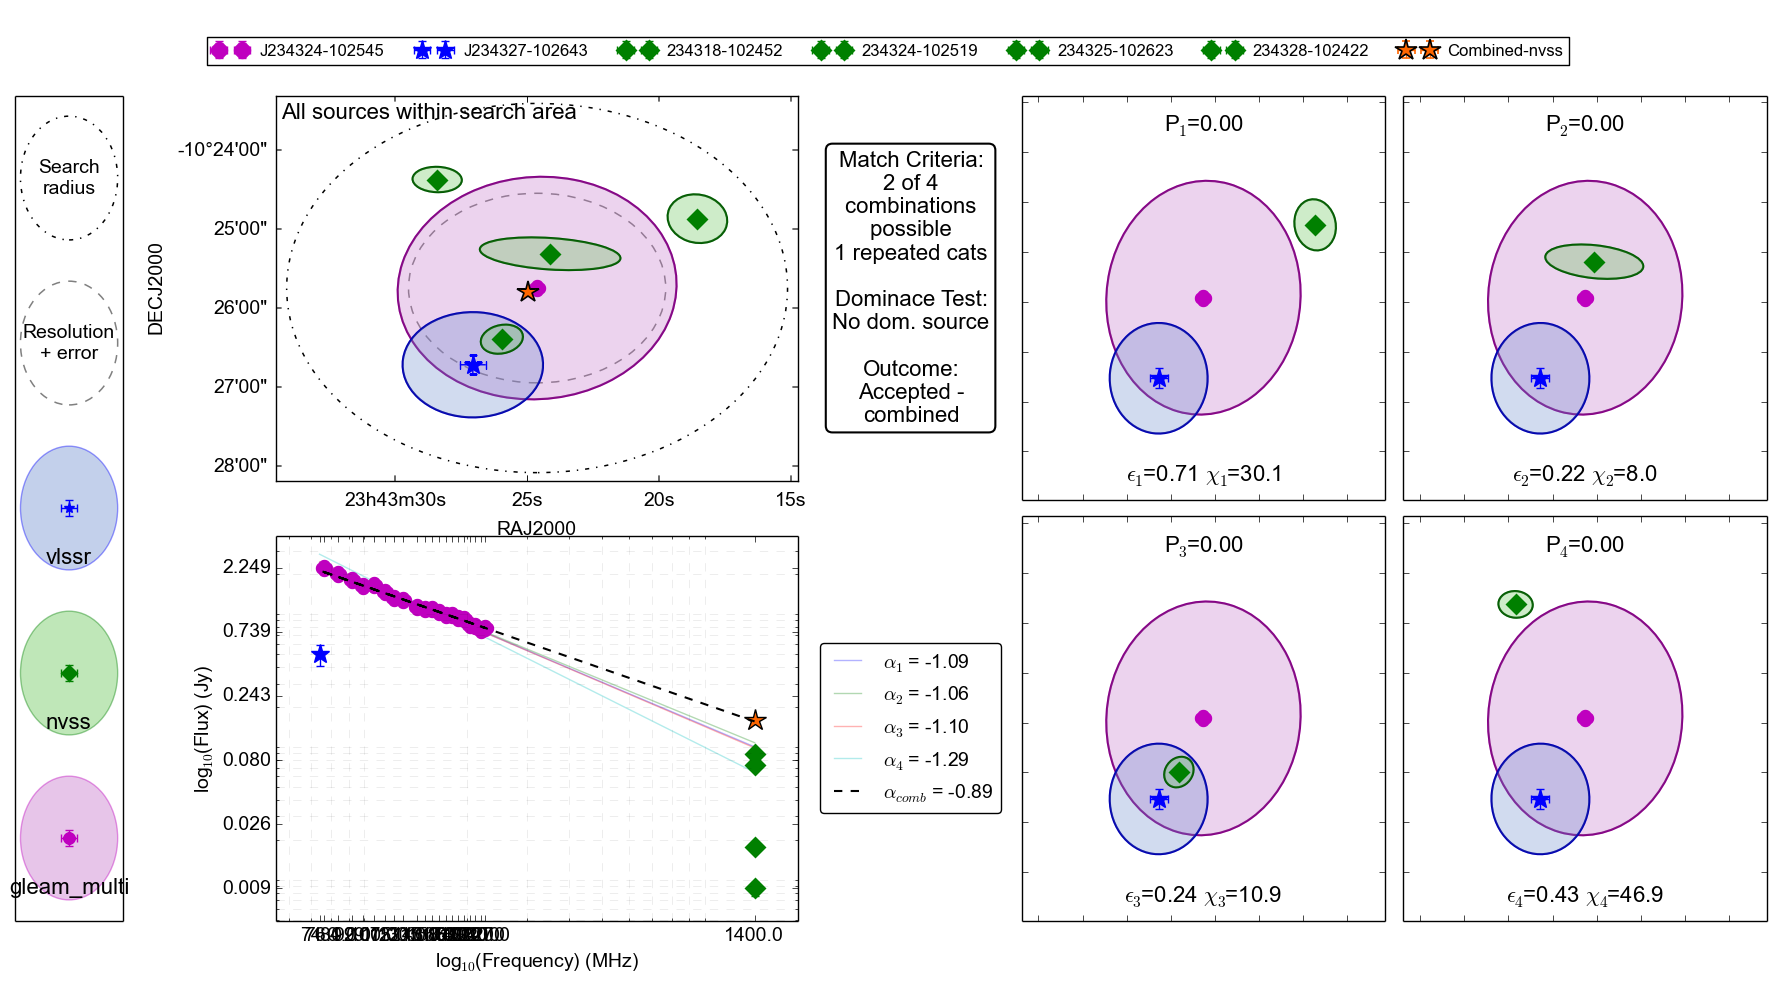 J234324-102545 J234327-102643 234318-102452 234324-102519 234325-102623 234328-102422 Combined-nvss
Search
radius
Resolution
+ error
vlssr
nvss
gleam_multi
All sources within search area
DECJ2000
-10°24'00"
25'00"
26'00"
27'00"
28'00"
23h43m30s 25s 20s 15s
RAJ2000
Match Criteria:
2 of 4
combinations
possible
1 repeated cats
Dominace Test:
No dom. source
Outcome:
Accepted -
combined
P1=0.00
ϵ1=0.71 χ1=30.1
P2=0.00
ϵ2=0.22 χ2=8.0
P3=0.00
ϵ3=0.24 χ3=10.9
P4=0.00
ϵ4=0.43 χ4=46.9
log10(Flux) (Jy)
2.249
0.739
0.243
0.080
0.026
0.009
1400.0
log10(Frequency) (MHz)
α1 = -1.09
α2 = -1.06
α3 = -1.10
α4 = -1.29
αcomb = -0.89